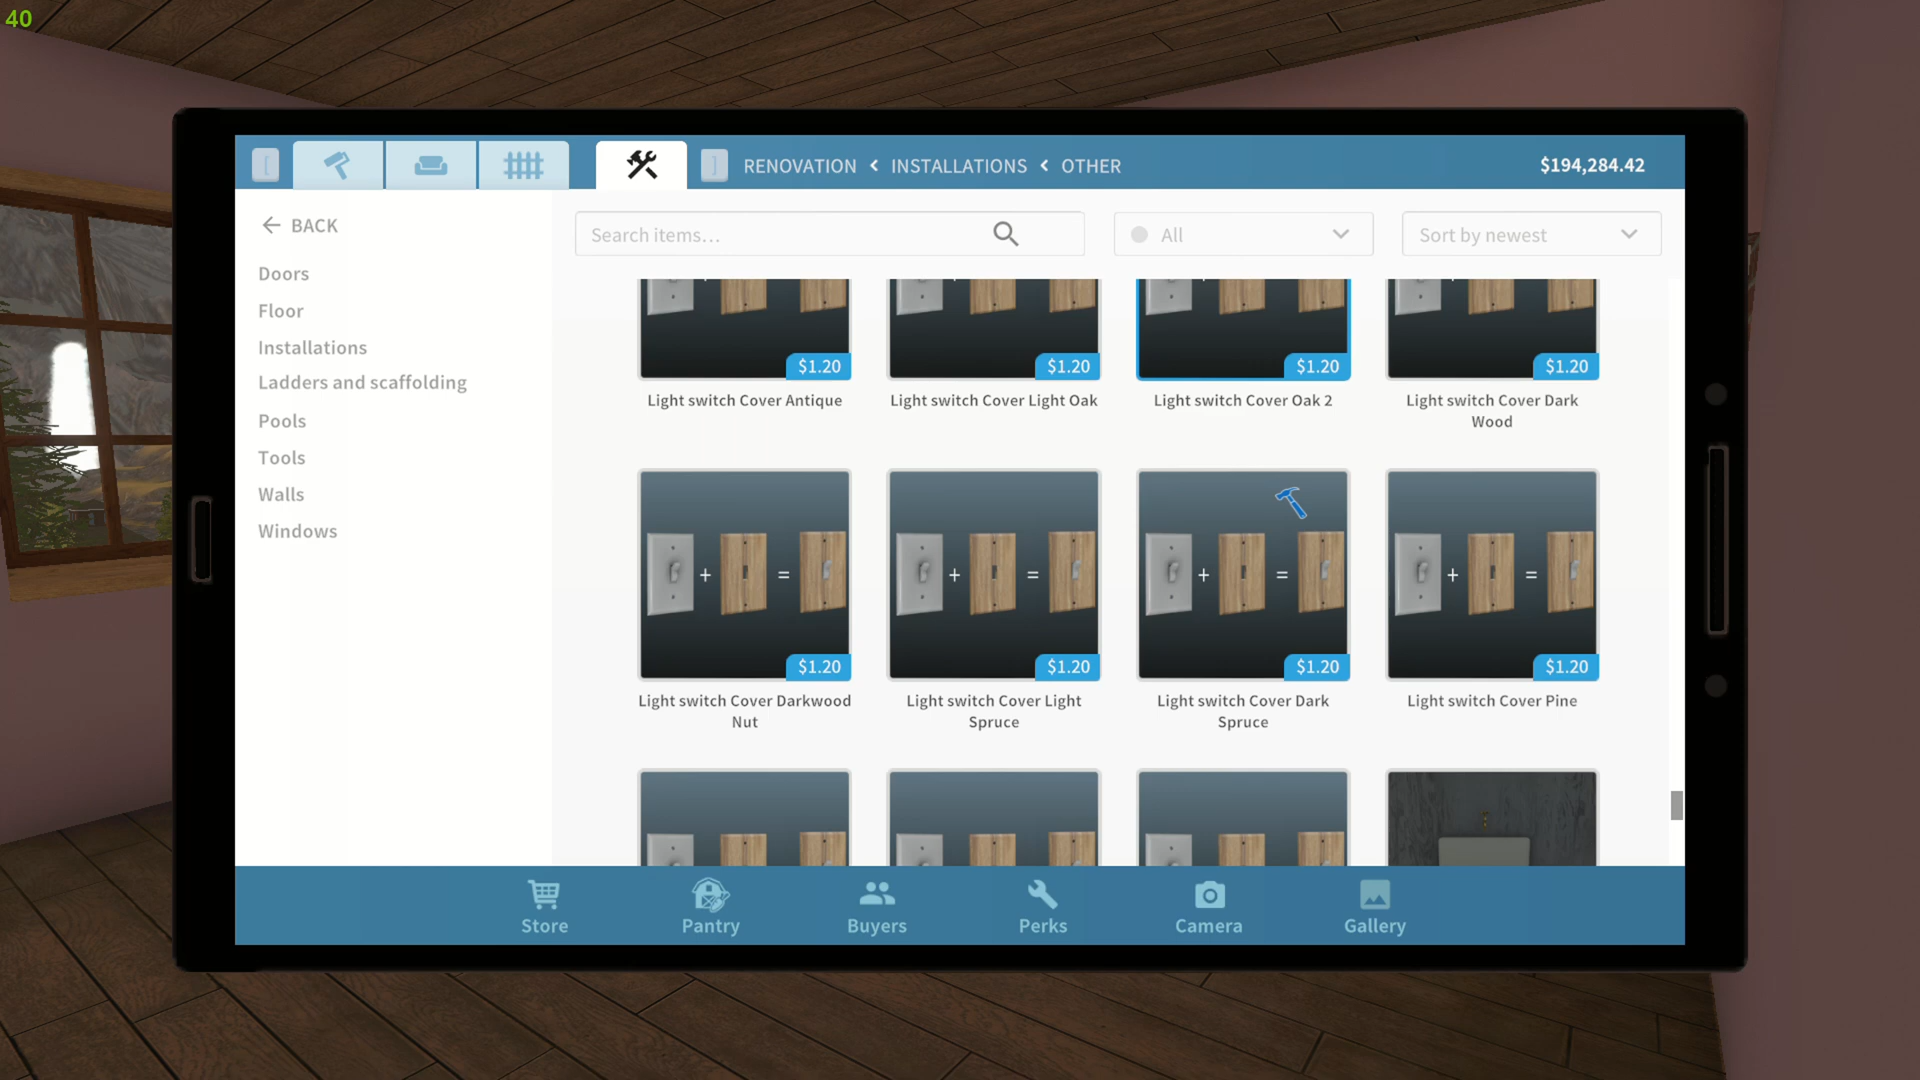 40
[
]
RENOVATION < INSTALLATIONS < OTHER
$194,284.42
BACK
Doors
Floor
Installations
Ladders and scaffolding
Pools
Tools
Walls
Windows
Search items...
All
Sort by newest
$1.20
$1.20
$1.20
$1.20
Light switch Cover Antique
Light switch Cover Light Oak
Light switch Cover Oak 2
Light switch Cover Dark
Wood
+ =
+ =
+ =
+ =
$1.20
$1.20
$1.20
$1.20
Light switch Cover Darkwood
Nut
Light switch Cover Light
Spruce
Light switch Cover Dark
Spruce
Light switch Cover Pine
Store
Pantry
Buyers
Perks
Camera
Gallery